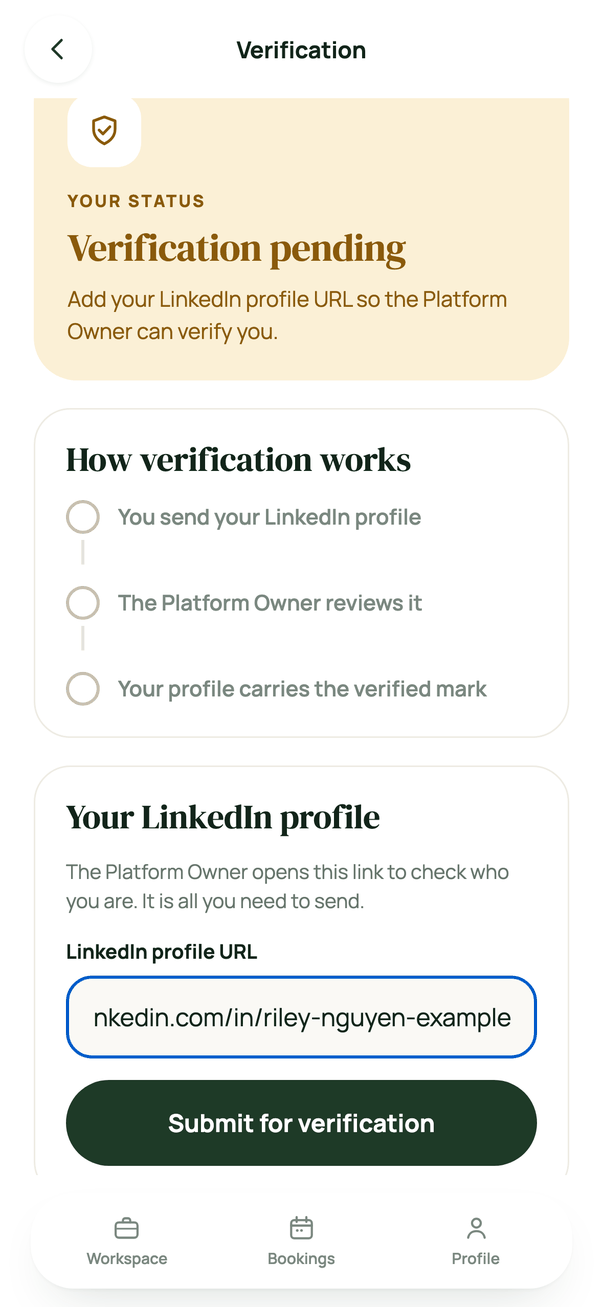 Verification
YOUR STATUS
Verification pending
Add your LinkedIn profile URL so the Platform
Owner can verify you.
How verification works
You send your LinkedIn profile
The Platform Owner reviews it
Your profile carries the verified mark
Your LinkedIn profile
The Platform Owner opens this link to check who
you are. It is all you need to send.
LinkedIn profile URL
nkedin.com/in/riley-nguyen-example
Submit for verification
Workspace
Bookings
Profile